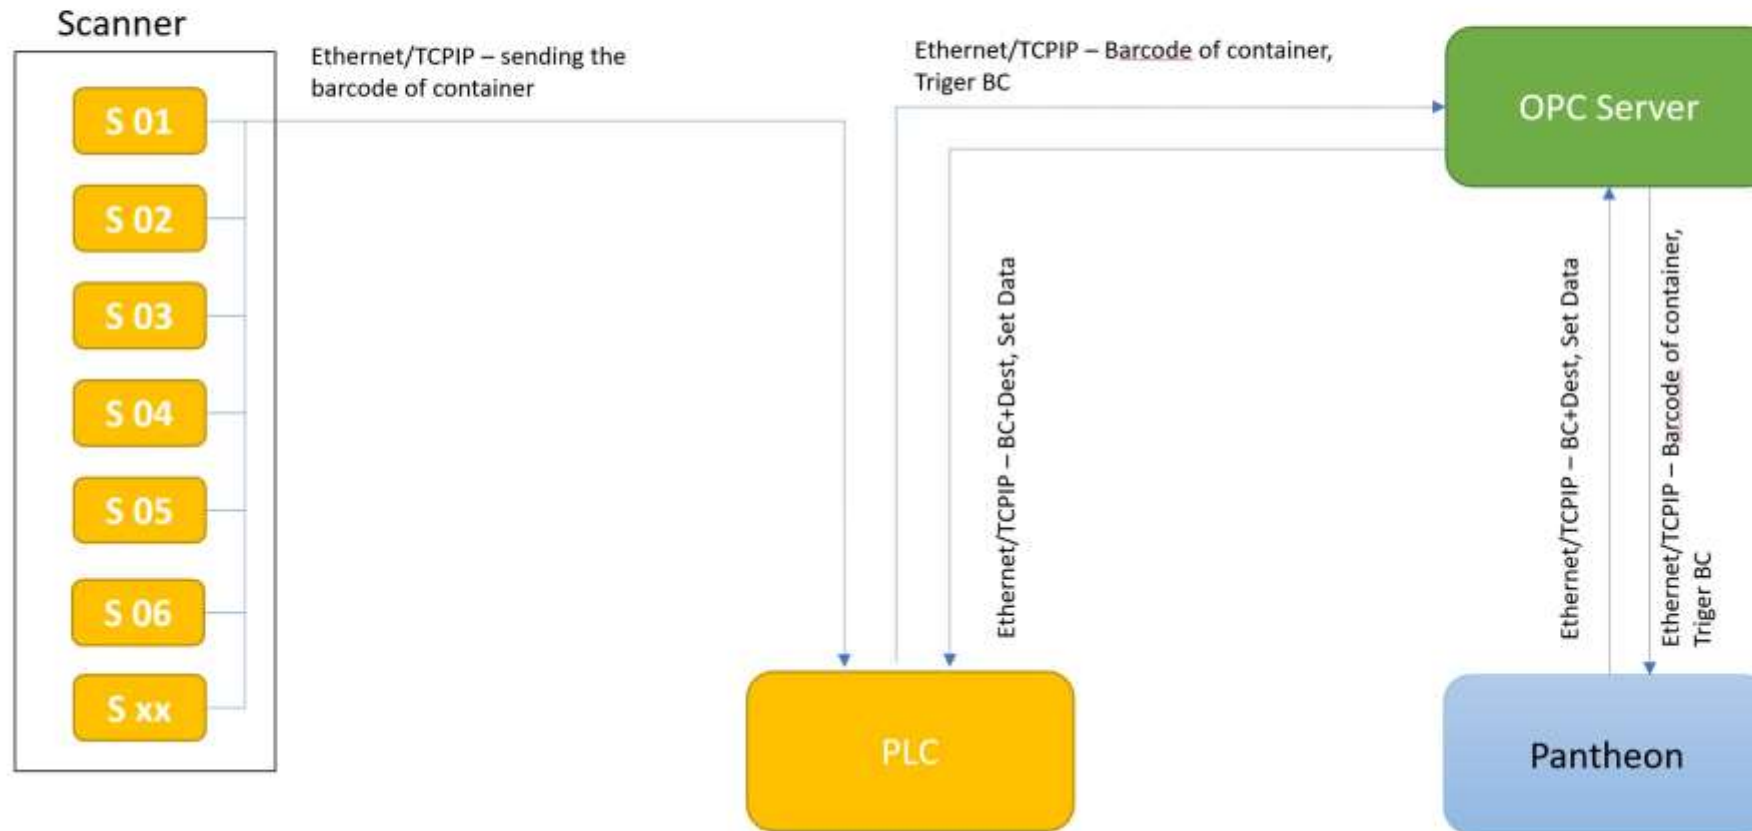 Scanner
Ethernet/TCPIP – sending the
barcode of container
Ethernet/TCPIP – Barcode of container,
Triger BC
OPC Server
S 01
S 02
S 03
S 04
S 05
S 06
S xx
Ethernet/TCPIP – BC+Dest, Set Data
Ethernet/TCPIP – BC+Dest, Set Data
Ethernet/TCPIP – Barcode of container,
Triger BC
PLC
Pantheon